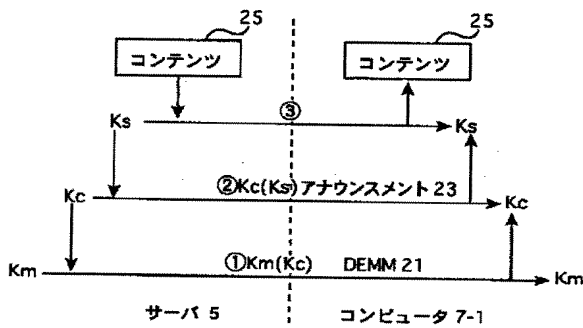 25 25
コンテンツ コンテンツ
③
Ks Ks
②Kc(Ks)アナウンスメント23
Kc Kc
①Km(Kc) DEMM 21
Km Km
サーバ 5 コンピュータ 7-1